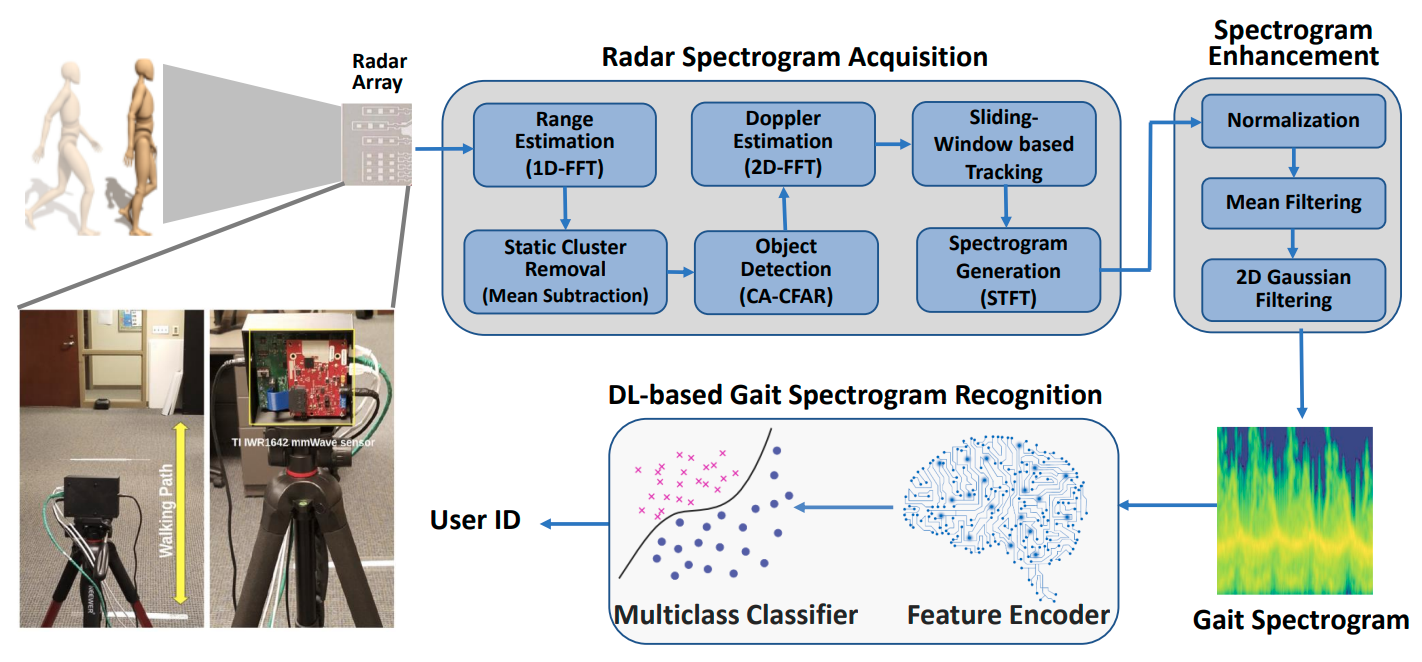 Radar
Array
Radar Spectrogram Acquisition
Range
Estimation
(1D-FFT)
Static Cluster
Removal
(Mean Subtraction)
Object
Detection
(CA-CFAR)
Doppler
Estimation
(2D-FFT)
Sliding-
Window based
Tracking
Spectrogram
Generation
(STFT)
Spectrogram
Enhancement
Normalization
Mean Filtering
2D Gaussian
Filtering
Gait Spectrogram
DL-based Gait Spectrogram Recognition
Feature Encoder
Multiclass Classifier
User ID
Walking Path
NEEWER
TI IWR1642 mmWave sensor